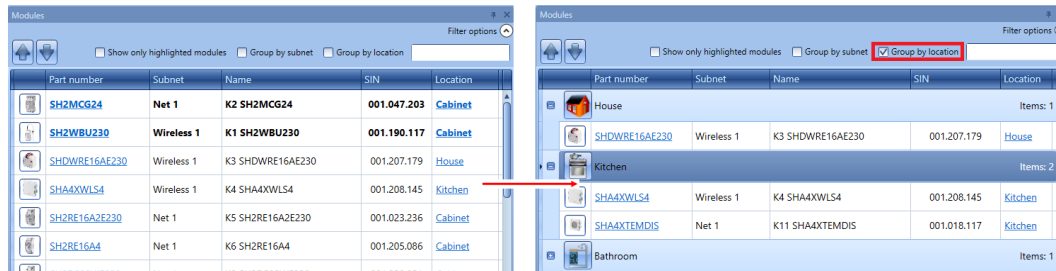 Modules
Filter options
Show only highlighted modules Group by subnet Group by location
Part number Subnet Name SIN Location
SH2MCG24 Net 1 K2 SH2MCG24 001.047.203 Cabinet
SH2WBU230 Wireless 1 K1 SH2WBU230 001.190.117 Cabinet
SHDWRE16AE230 Wireless 1 K3 SHDWRE16AE230 001.207.179 House
SHA4XWLS4 Wireless 1 K4 SHA4XWLS4 001.208.145 Kitchen
SH2RE16A2E230 Net 1 K5 SH2RE16A2E230 001.023.236 Cabinet
SH2RE16A4 Net 1 K6 SH2RE16A4 001.205.086 Cabinet
Modules
Filter options
Show only highlighted modules Group by subnet Group by location
Part number Subnet Name SIN Location
House Items: 1
SHDWRE16AE230 Wireless 1 K3 SHDWRE16AE230 001.207.179 House
Kitchen Items: 2
SHA4XWLS4 Wireless 1 K4 SHA4XWLS4 001.208.145 Kitchen
SHA4XTEMDIS Net 1 K11 SHA4XTEMDIS 001.018.117 Kitchen
Bathroom Items: 1